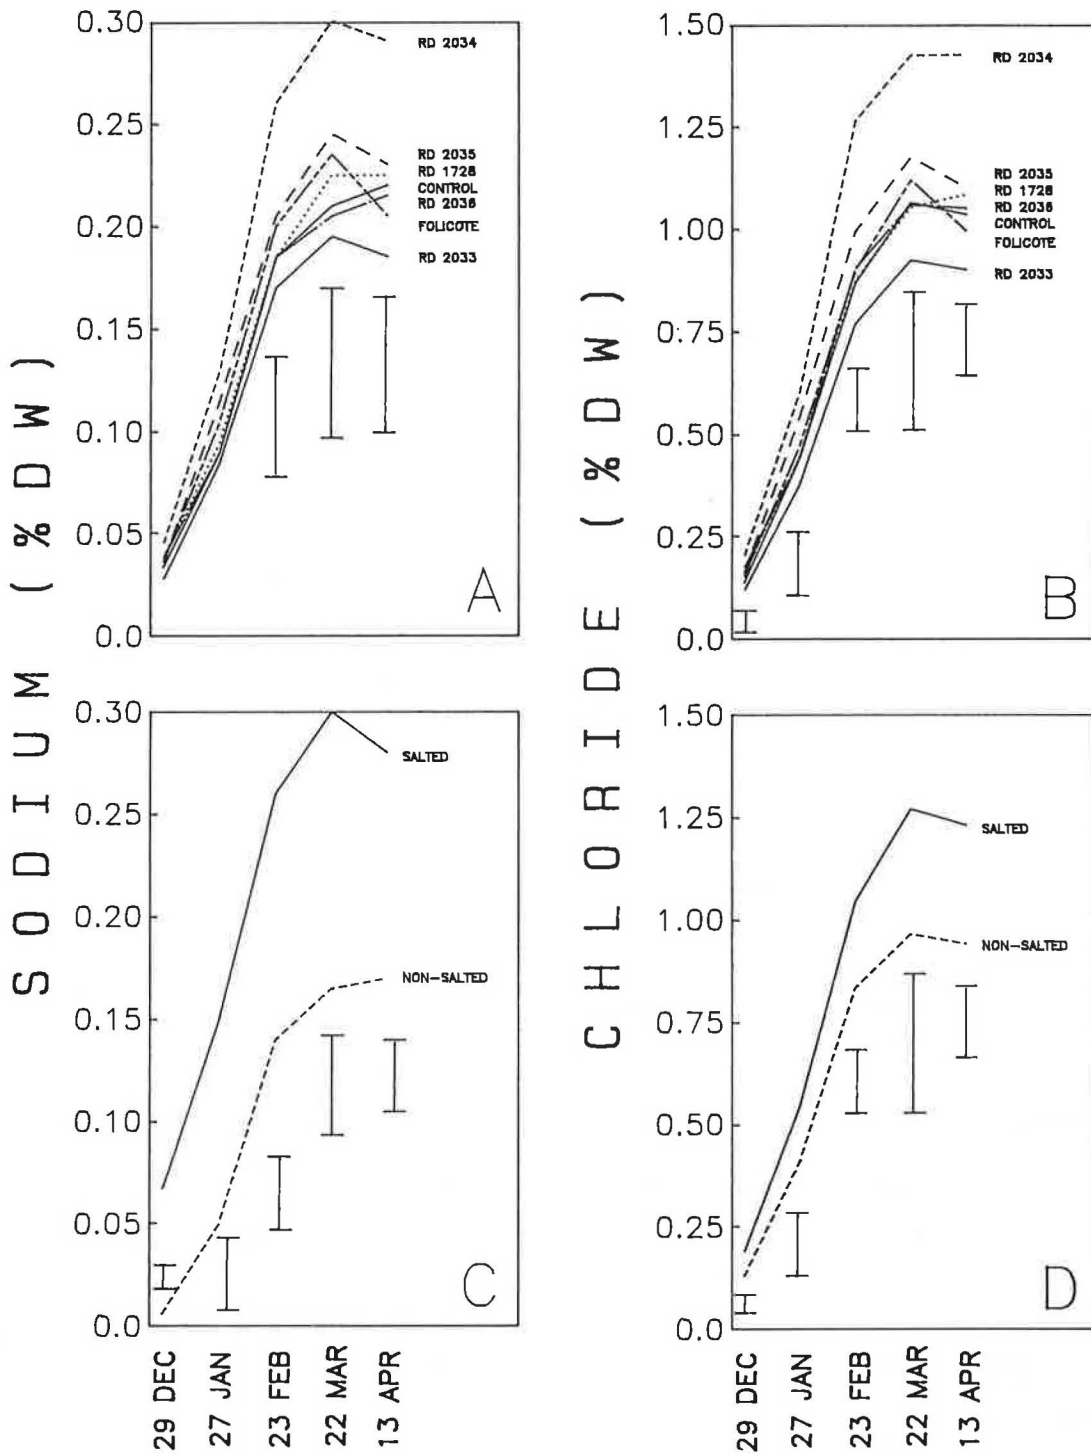 SODIUM (%DW)
0.30
0.25
0.20
0.15
0.10
0.05
0.0
RD 2034
RD 2035
RD 1728
CONTROL
RD 2036
FOLICOTE
RD 2033
A
CHLORIDE (%DW)
1.50
1.25
1.00
0.75
0.50
0.25
0.0
RD 2034
RD 2035
RD 1728
RD 2036
CONTROL
FOLICOTE
RD 2033
B
0.30
0.25
0.20
0.15
0.10
0.05
0.0
SALTED
NON-SALTED
C
29 DEC
27 JAN
23 FEB
22 MAR
13 APR
1.50
1.25
1.00
0.75
0.50
0.25
0.0
SALTED
NON-SALTED
D
29 DEC
27 JAN
23 FEB
22 MAR
13 APR